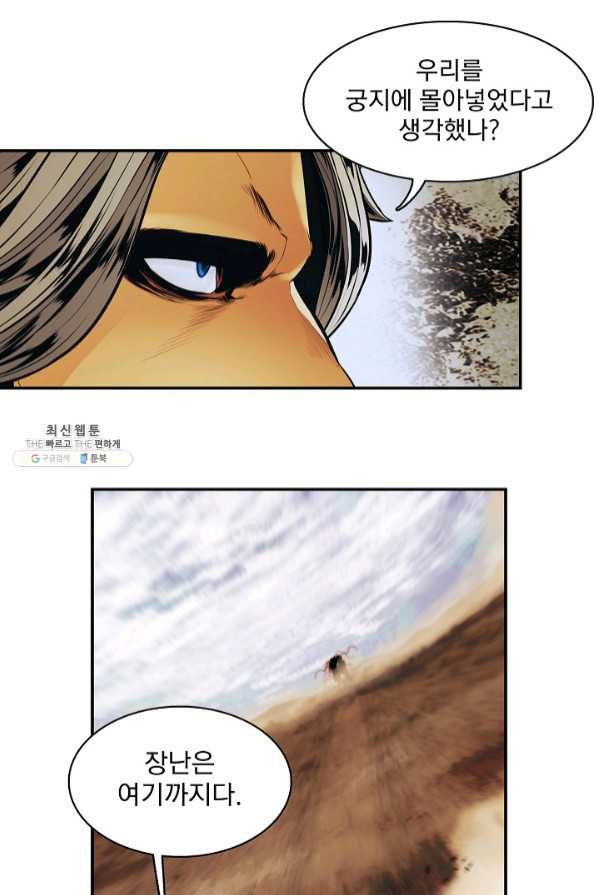 우리를
궁지에 몰아넣었다고
생각했나?
최신웹툰
THE 빠르고 THE 편하게
구글검색 툰북
장난은
여기까지다.